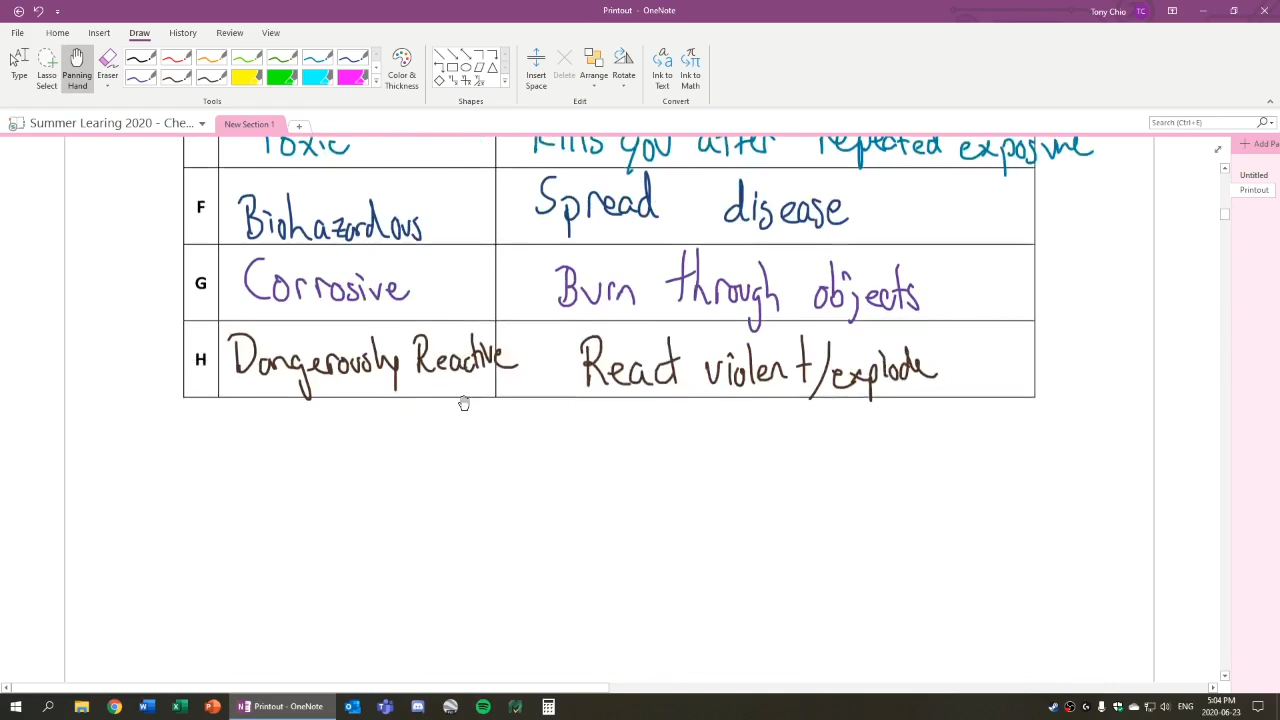 Printout - OneNote
Tony Chio TC
File Home Insert Draw History Review View
Type Lasso Select Panning Hand Eraser Color & Thickness Insert Space Delete Arrange Rotate Ink to Text Ink to Math
Tools Shapes Edit Convert
Summer Learing 2020 - Che... New Section 1 Search (Ctrl+E)
Toxic Kills you after repeated exposure
Add Pa
Untitled
Printout
F Biohazardous Spread disease
G Corrosive Burn through objects
H Dangerously Reactive React violent/explode
Printout - OneNote
ENG
5:04 PM
2020-06-23